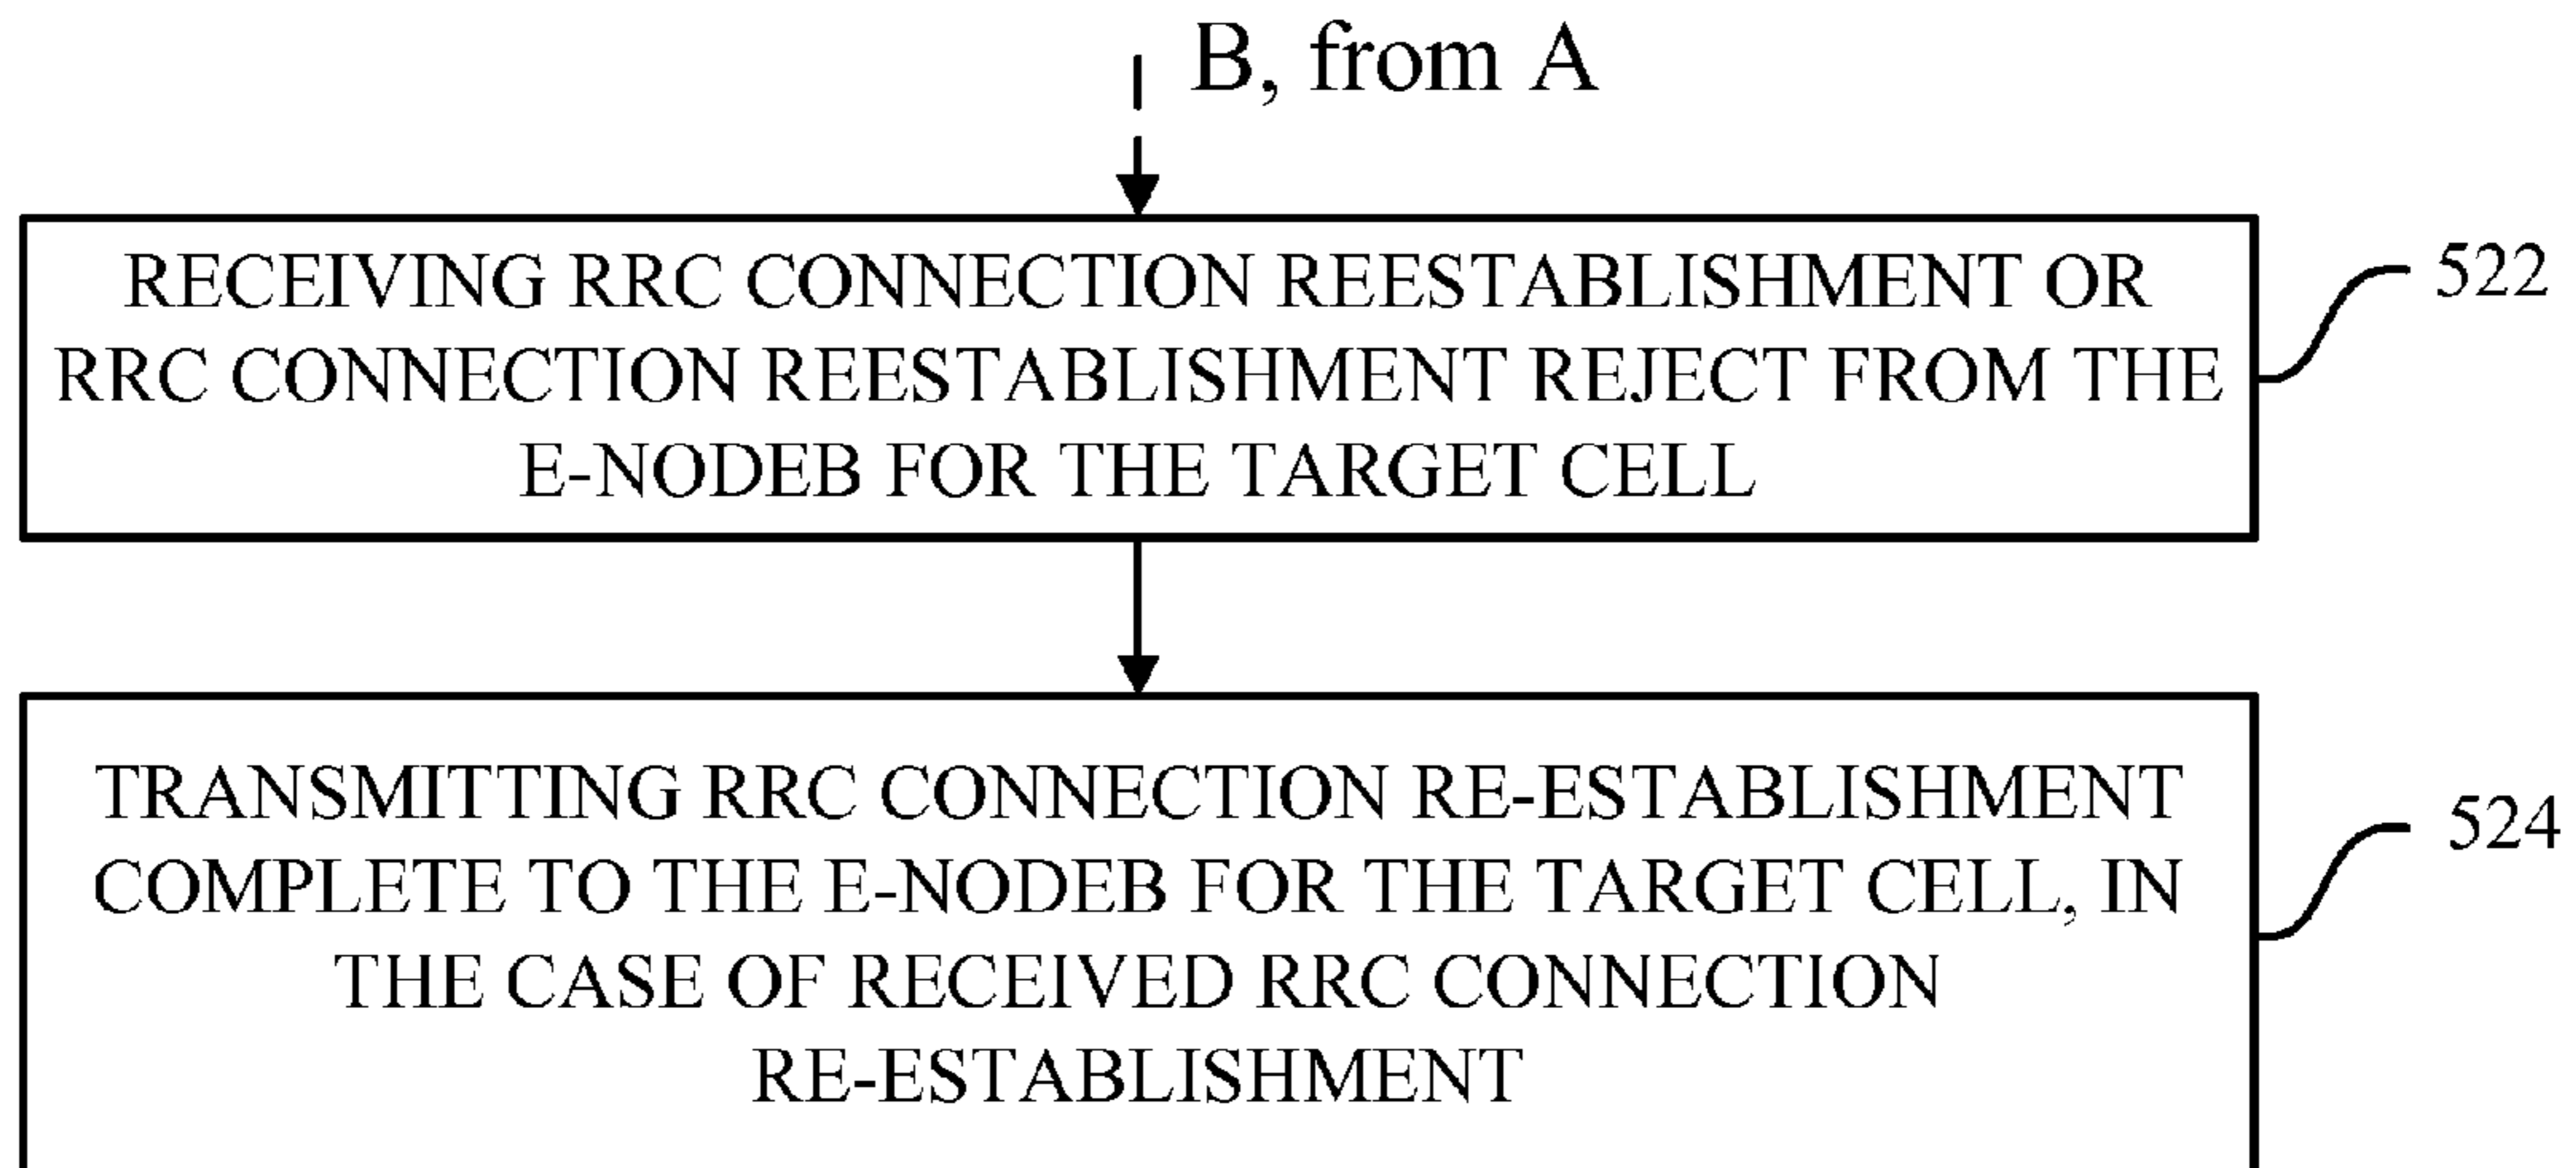 B, from A
RECEIVING RRC CONNECTION REESTABLISHMENT OR
RRC CONNECTION REESTABLISHMENT REJECT FROM THE
E-NODEB FOR THE TARGET CELL
522
TRANSMITTING RRC CONNECTION RE-ESTABLISHMENT
COMPLETE TO THE E-NODEB FOR THE TARGET CELL, IN
THE CASE OF RECEIVED RRC CONNECTION
RE-ESTABLISHMENT
524